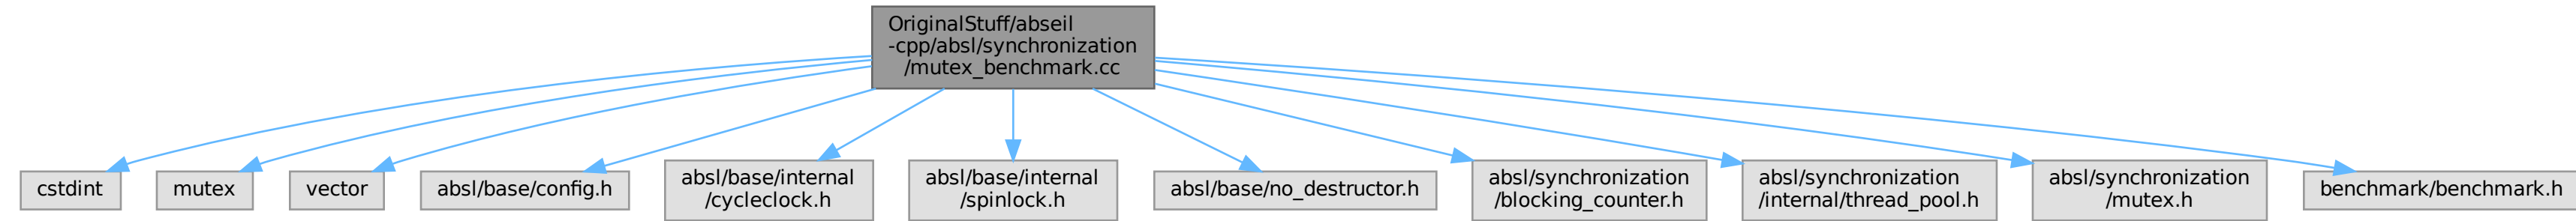 OriginalStuff/abseil
-cpp/absl/synchronization
/mutex_benchmark.cc
cstdint
mutex
vector
absl/base/config.h
absl/base/internal
/cycleclock.h
absl/base/internal
/spinlock.h
absl/base/no_destructor.h
absl/synchronization
/blocking_counter.h
absl/synchronization
/internal/thread_pool.h
absl/synchronization
/mutex.h
benchmark/benchmark.h